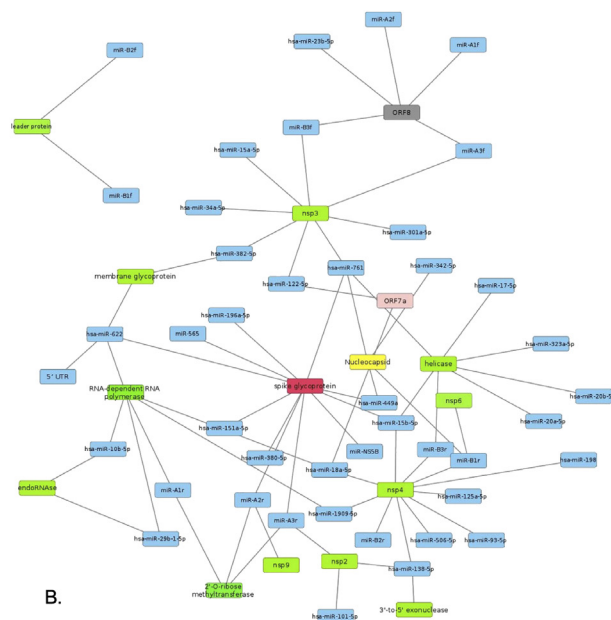 miR-A2f
hsa-miR-23b-5p
miR-A1f
miR-B2f
ORF8
leader protein
miR-B3f
hsa-miR-15a-5p
miR-A3f
miR-B1f
hsa-miR-34a-5p
nsp3
hsa-miR-301a-5p
hsa-miR-382-5p
hsa-miR-342-5p
membrane glycoprotein
hsa-miR-761
hsa-miR-122-5p
hsa-miR-17-5p
ORF7a
hsa-miR-196a-5p
hsa-miR-622
miR-565
hsa-miR-323a-5p
Nucleocapsid
helicase
5' UTR
spike glycoprotein
RNA-dependent RNA
polymerase
hsa-miR-20b-5p
nsp6
hsa-miR-449a
hsa-miR-20a-5p
hsa-miR-151a-5p
hsa-miR-15b-5p
hsa-miR-10b-5p
miR-N55B
miR-B3r
hsa-miR-380-5p
miR-B1r
hsa-miR-198
hsa-miR-18a-5p
endoRNAse
miR-A1r
nsp4
hsa-miR-125a-5p
miR-A2r
hsa-miR-1909-5p
miR-A3r
hsa-miR-29b-1-5p
miR-B2r
hsa-miR-506-5p
hsa-miR-93-5p
nsp9
nsp2
hsa-miR-138-5p
2'-O-ribose
methyltransferase
B.
3'-to-5' exonuclease
hsa-miR-101-5p